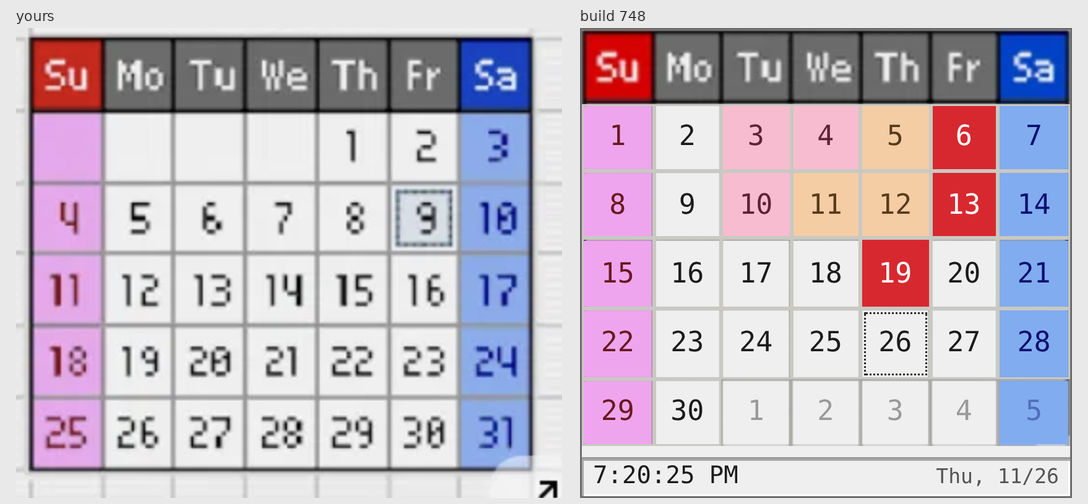 yours
Su Mo Tu We Th Fr Sa
1 2 3
4 5 6 7 8 9 10
11 12 13 14 15 16 17
18 19 20 21 22 23 24
25 26 27 28 29 30 31
build 748
Su Mo Tu We Th Fr Sa
1 2 3 4 5 6 7
8 9 10 11 12 13 14
15 16 17 18 19 20 21
22 23 24 25 26 27 28
29 30 1 2 3 4 5
7:20:25 PM Thu, 11/26